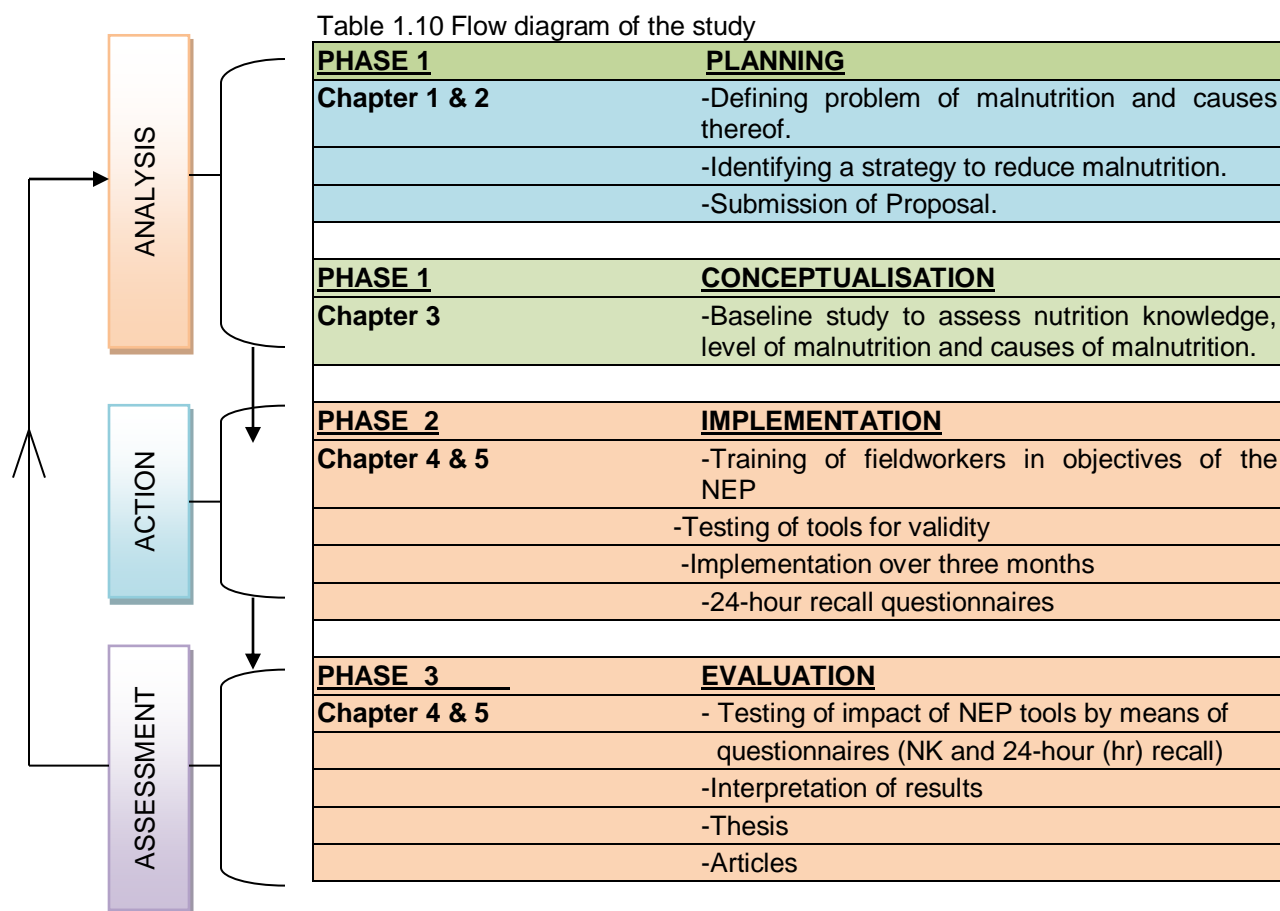 Table 1.10 Flow diagram of the study
ANALYSIS
PHASE 1 PLANNING
Chapter 1 & 2 -Defining problem of malnutrition and causes
thereof.
-Identifying a strategy to reduce malnutrition.
-Submission of Proposal.
PHASE 1 CONCEPTUALISATION
Chapter 3 -Baseline study to assess nutrition knowledge,
level of malnutrition and causes of malnutrition.
ACTION
PHASE 2 IMPLEMENTATION
Chapter 4 & 5 -Training of fieldworkers in objectives of the
NEP
-Testing of tools for validity
-Implementation over three months
-24-hour recall questionnaires
ASSESSMENT
PHASE 3 EVALUATION
Chapter 4 & 5 - Testing of impact of NEP tools by means of
questionnaires (NK and 24-hour (hr) recall)
-Interpretation of results
-Thesis
-Articles